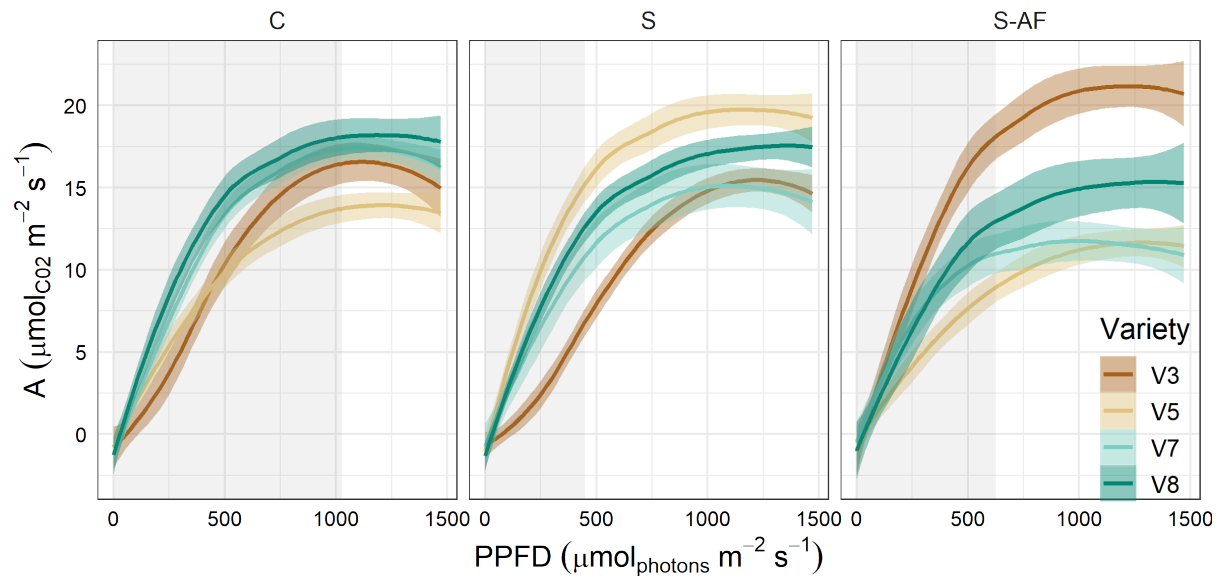 C S S-AF
20
15
10
5
0
A (μmol_C02 m⁻² s⁻¹)
Variety
V3
V5
V7
V8
0 500 1000 1500 0 500 1000 1500 0 500 1000 1500
PPFD (μmol_photons m⁻² s⁻¹)